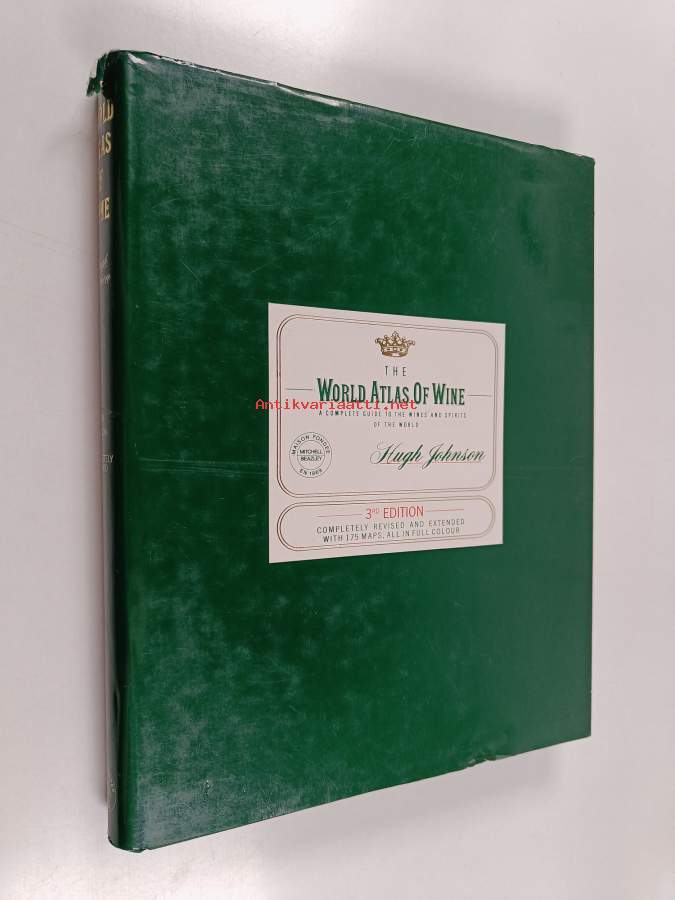 THE
WORLD ATLAS OF WINE
Antikvariaatti.net
A COMPLETE GUIDE TO THE WINES AND SPIRITS
OF THE WORLD
MAISON FONDEE
MITCHELL
BEAZLEY
EN 1969
Hugh Johnson
3RD EDITION
COMPLETELY REVISED AND EXTENDED
WITH 175 MAPS, ALL IN FULL COLOUR